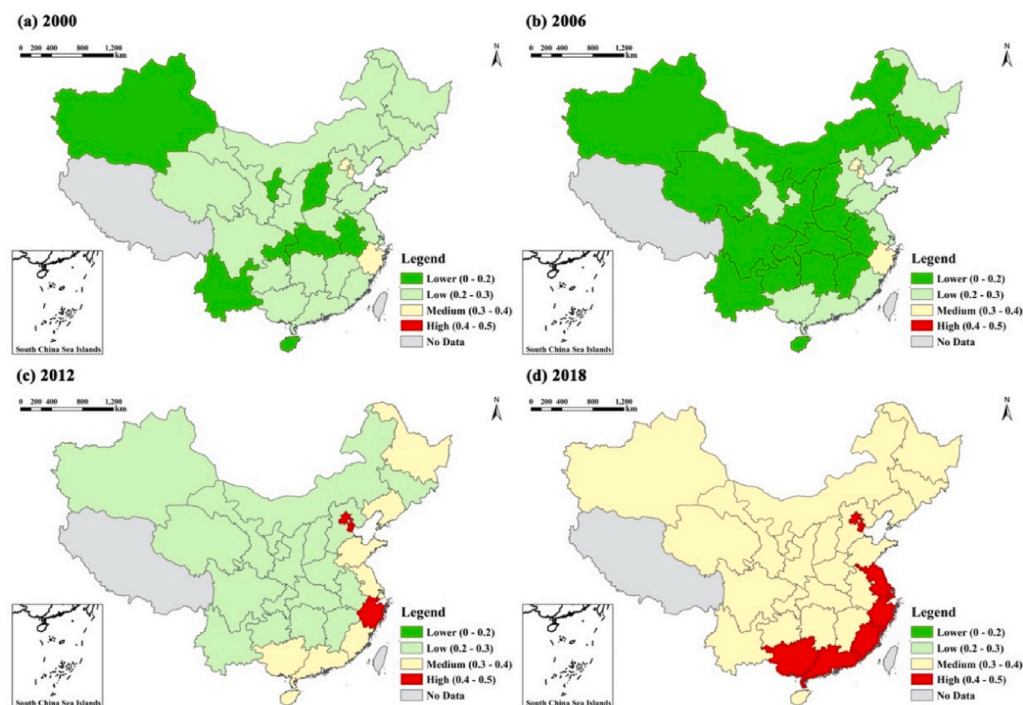 (a) 2000
0 200 400 800 1,200
km
N
Legend
Lower (0 - 0.2)
Low (0.2 - 0.3)
Medium (0.3 - 0.4)
High (0.4 - 0.5)
No Data
South China Sea Islands
(b) 2006
0 200 400 800 1,200
km
N
Legend
Lower (0 - 0.2)
Low (0.2 - 0.3)
Medium (0.3 - 0.4)
High (0.4 - 0.5)
No Data
South China Sea Islands
(c) 2012
0 200 400 800 1,200
km
N
Legend
Lower (0 - 0.2)
Low (0.2 - 0.3)
Medium (0.3 - 0.4)
High (0.4 - 0.5)
No Data
South China Sea Islands
(d) 2018
0 200 400 800 1,200
km
N
Legend
Lower (0 - 0.2)
Low (0.2 - 0.3)
Medium (0.3 - 0.4)
High (0.4 - 0.5)
No Data
South China Sea Islands